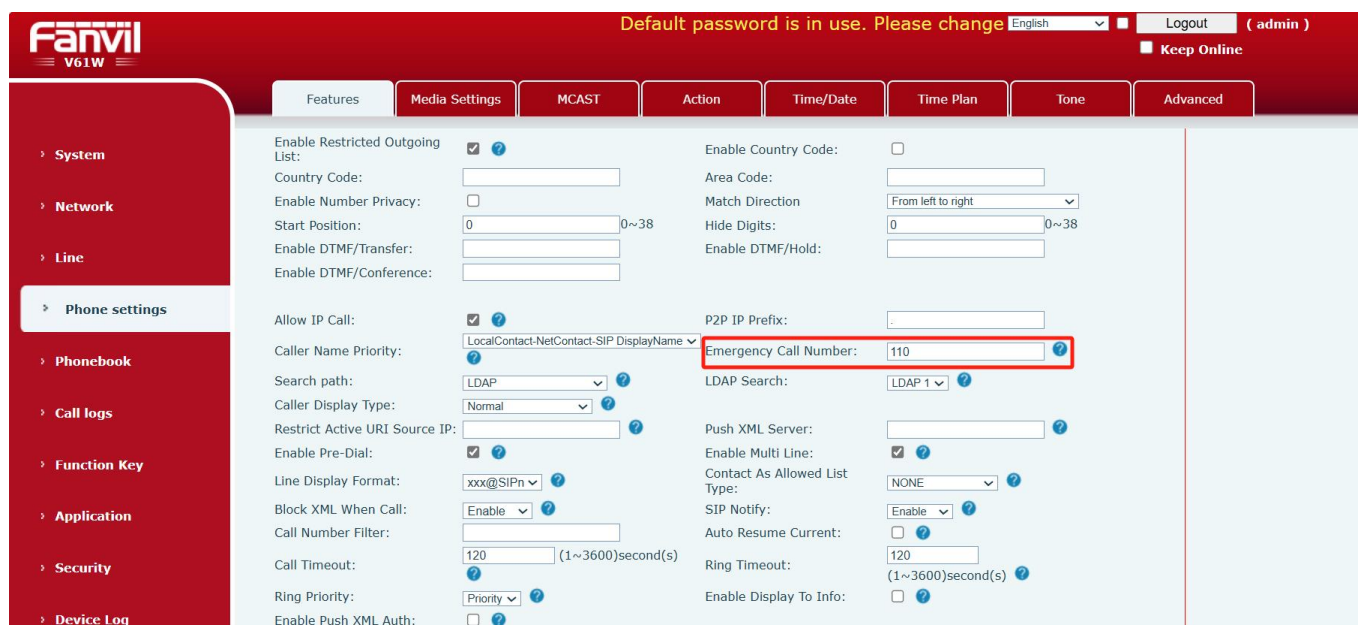 Fanvil
V61W
Default password is in use. Please change English Logout ( admin )
Keep Online
Features Media Settings MCAST Action Time/Date Time Plan Tone Advanced
System
Network
Line
Phone settings
Phonebook
Call logs
Function Key
Application
Security
Device Log
Enable Restricted Outgoing List: ? Enable Country Code:
Country Code: Area Code:
Enable Number Privacy: Match Direction From left to right
Start Position: 0 0~38 Hide Digits: 0 0~38
Enable DTMF/Transfer: Enable DTMF/Hold:
Enable DTMF/Conference:
Allow IP Call: ? P2P IP Prefix: .
Caller Name Priority: LocalContact-NetContact-SIP DisplayName ? Emergency Call Number: 110 ?
Search path: LDAP ? LDAP Search: LDAP 1 ?
Caller Display Type: Normal ?
Restrict Active URI Source IP: ? Push XML Server: ?
Enable Pre-Dial: ? Enable Multi Line: ?
Line Display Format: xxx@SIPn ? Contact As Allowed List Type: NONE ?
Block XML When Call: Enable ? SIP Notify: Enable ?
Call Number Filter: Auto Resume Current: ?
Call Timeout: 120 (1~3600)second(s) ? Ring Timeout: 120 (1~3600)second(s) ?
Ring Priority: Priority ? Enable Display To Info: ?
Enable Push XML Auth: ?